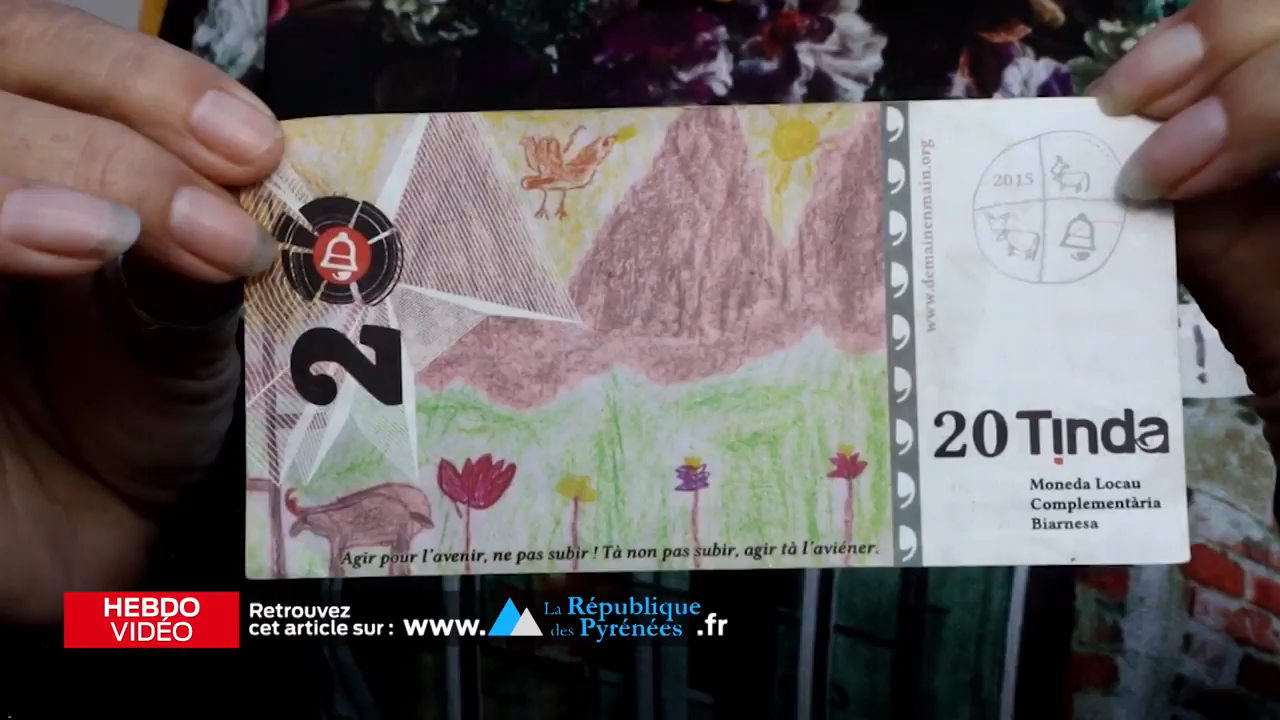 2
www.demainenmain.org
2015
20 Tinda
Moneda Locau
Complementària
Biarnesa
Agir pour l'avenir, ne pas subir ! Tà non pas subir, agir tà l'aviéner.
HEBDO
VIDÉO
Retrouvez
cet article sur : www. La République
des Pyrénées .fr